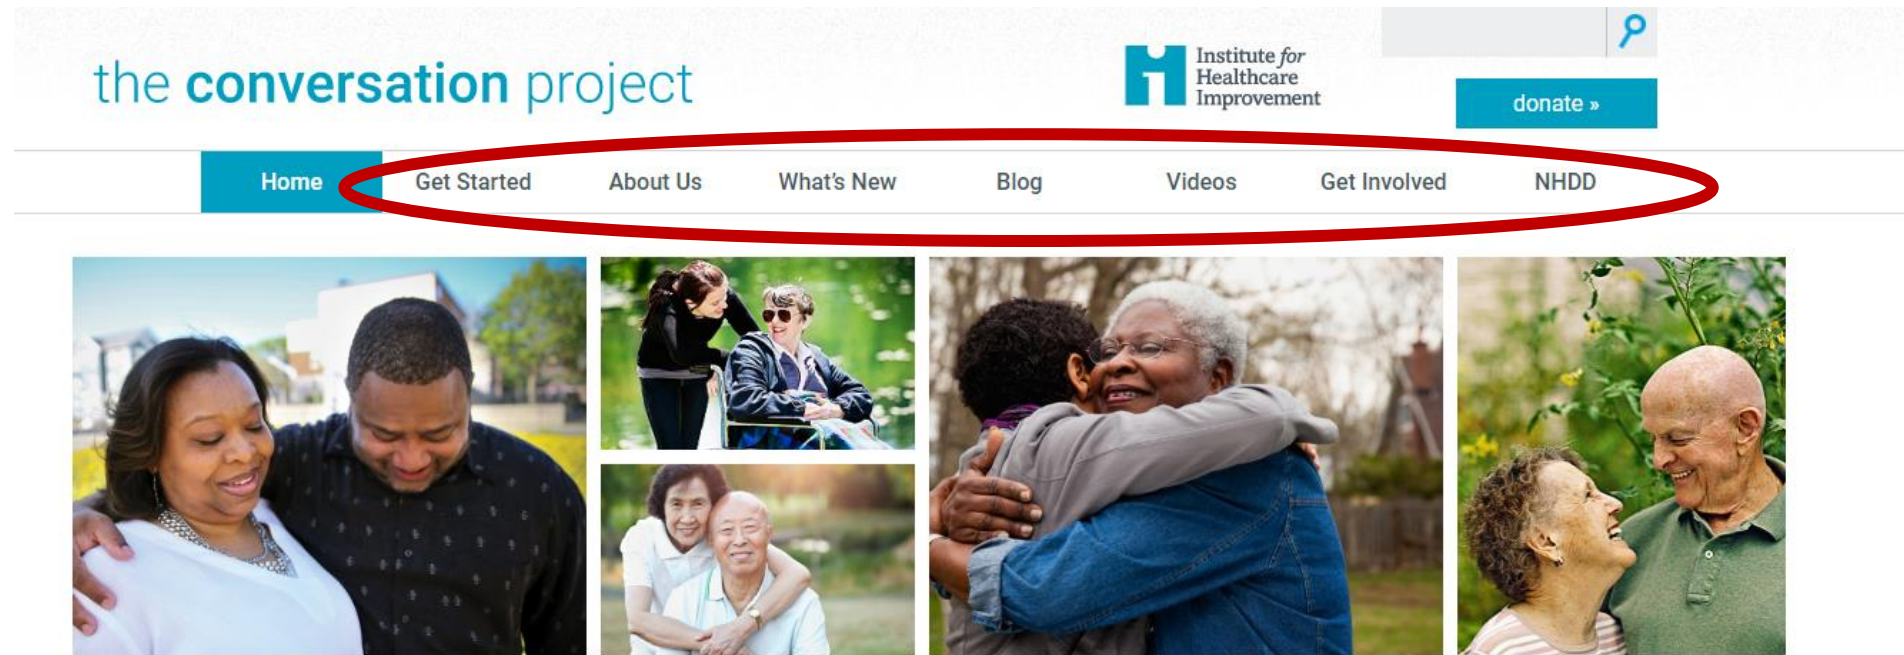 the conversation project
Institute for
Healthcare
Improvement
donate »
Home Get Started About Us What's New Blog Videos Get Involved NHDD